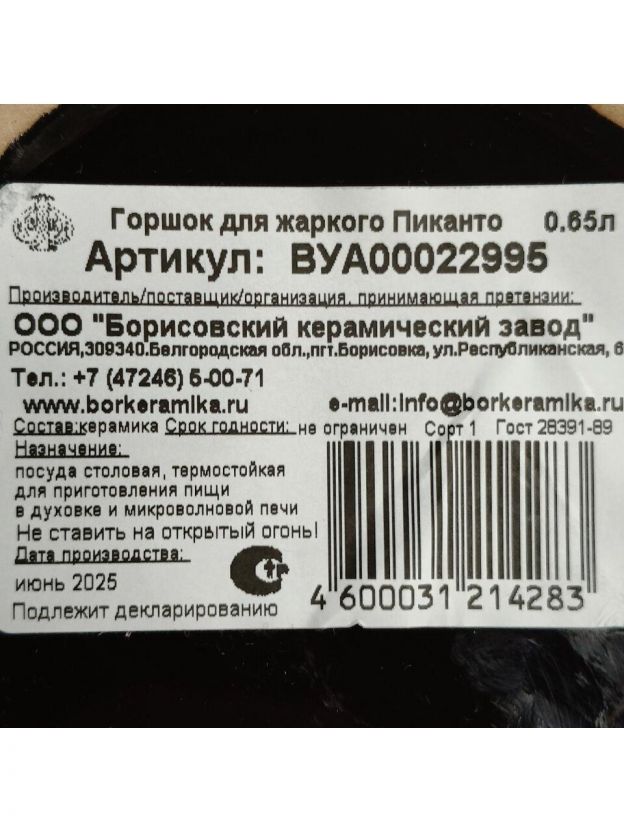 Горшок для жаркого Пиканто 0.65л
Артикул: ВУА00022995
Производитель/поставщик/организация, принимающая претензии:
ООО "Борисовский керамический завод"
РОССИЯ,309340.Белгородская обл.,пгт.Борисовка, ул.Республиканская, 6
Тел.: +7 (47246) 5-00-71
www.borkeramika.ru e-mail:info@borkeramika.ru
Состав:керамика Срок годности: не ограничен Сорт 1 Гост 28391-89
Назначение:
посуда столовая, термостойкая
для приготовления пищи
в духовке и микроволновой печи
Не ставить на открытый огонь!
Дата производства:
июнь 2025
Подлежит декларированию
4 600031 214283